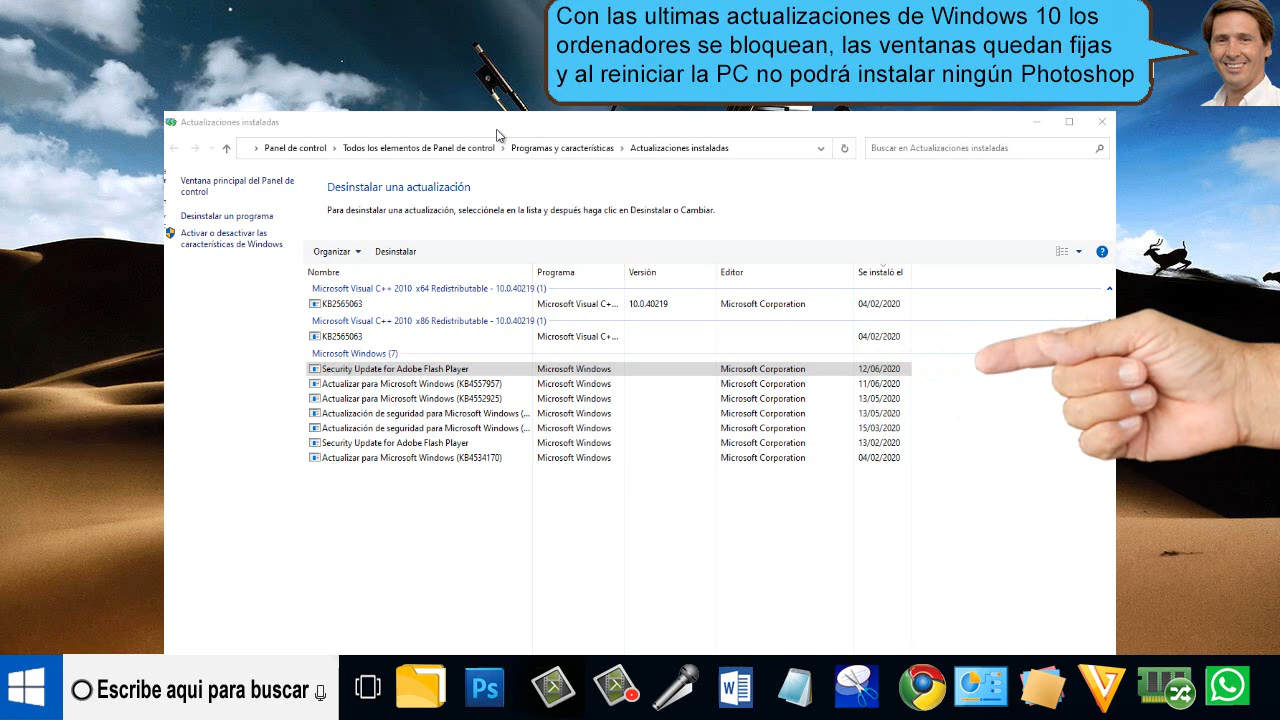 Con las ultimas actualizaciones de Windows 10 los
ordenadores se bloquean, las ventanas quedan fijas
y al reiniciar la PC no podrá instalar ningún Photoshop
Actualizaciones instaladas
Panel de control > Todos los elementos de Panel de control > Programas y características > Actualizaciones instaladas
Buscar en Actualizaciones instaladas
Ventana principal del Panel de
control
Desinstalar un programa
Activar o desactivar las
características de Windows
Desinstalar una actualización
Para desinstalar una actualización, selecciónela en la lista y después haga clic en Desinstalar o Cambiar.
Organizar Desinstalar
Nombre Programa Versión Editor Se instaló el
Microsoft Visual C++ 2010 x64 Redistributable - 10.0.40219 (1)
KB2565063 Microsoft Visual C+... 10.0.40219 Microsoft Corporation 04/02/2020
Microsoft Visual C++ 2010 x86 Redistributable - 10.0.40219 (1)
KB2565063 Microsoft Visual C+... 04/02/2020
Microsoft Windows (7)
Security Update for Adobe Flash Player Microsoft Windows Microsoft Corporation 12/06/2020
Actualizar para Microsoft Windows (KB4557957) Microsoft Windows Microsoft Corporation 11/06/2020
Actualizar para Microsoft Windows (KB4552925) Microsoft Windows Microsoft Corporation 13/05/2020
Actualización de seguridad para Microsoft Windows (... Microsoft Windows Microsoft Corporation 13/05/2020
Actualización de seguridad para Microsoft Windows (... Microsoft Windows Microsoft Corporation 15/03/2020
Security Update for Adobe Flash Player Microsoft Windows Microsoft Corporation 13/02/2020
Actualizar para Microsoft Windows (KB4534170) Microsoft Windows Microsoft Corporation 04/02/2020
Escribe aqui para buscar
Ps
W